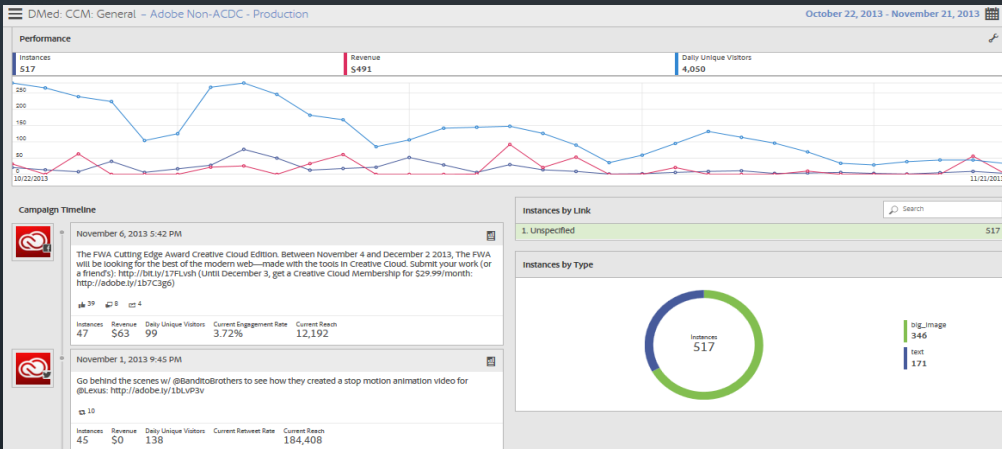 DMed: CCM: General – Adobe Non-ACDC - Production
October 22, 2013 - November 21, 2013
Performance
Instances
517
Revenue
$491
Daily Unique Visitors
4,050
250
200
150
100
50
0
10/22/2013
11/21/2013
Campaign Timeline
November 6, 2013 5:42 PM
The FWA Cutting Edge Award Creative Cloud Edition. Between November 4 and December 2 2013, The FWA
will be looking for the best of the modern web—made with the tools in Creative Cloud. Submit your work (or
a friend's): http://bit.ly/17FLvsh (Until December 3, get a Creative Cloud Membership for $29.99/month:
http://adobe.ly/1b7C3g6)
39 8 4
Instances Revenue Daily Unique Visitors Current Engagement Rate Current Reach
47 $63 99 3.72% 12,192
November 1, 2013 9:45 PM
Go behind the scenes w/ @BanditoBrothers to see how they created a stop motion animation video for
@Lexus: http://adobe.ly/1bLvP3v
10
Instances Revenue Daily Unique Visitors Current Retweet Rate Current Reach
45 $0 138 184,408
Instances by Link
Search
1. Unspecified 517
Instances by Type
Instances
517
big_image
346
text
171